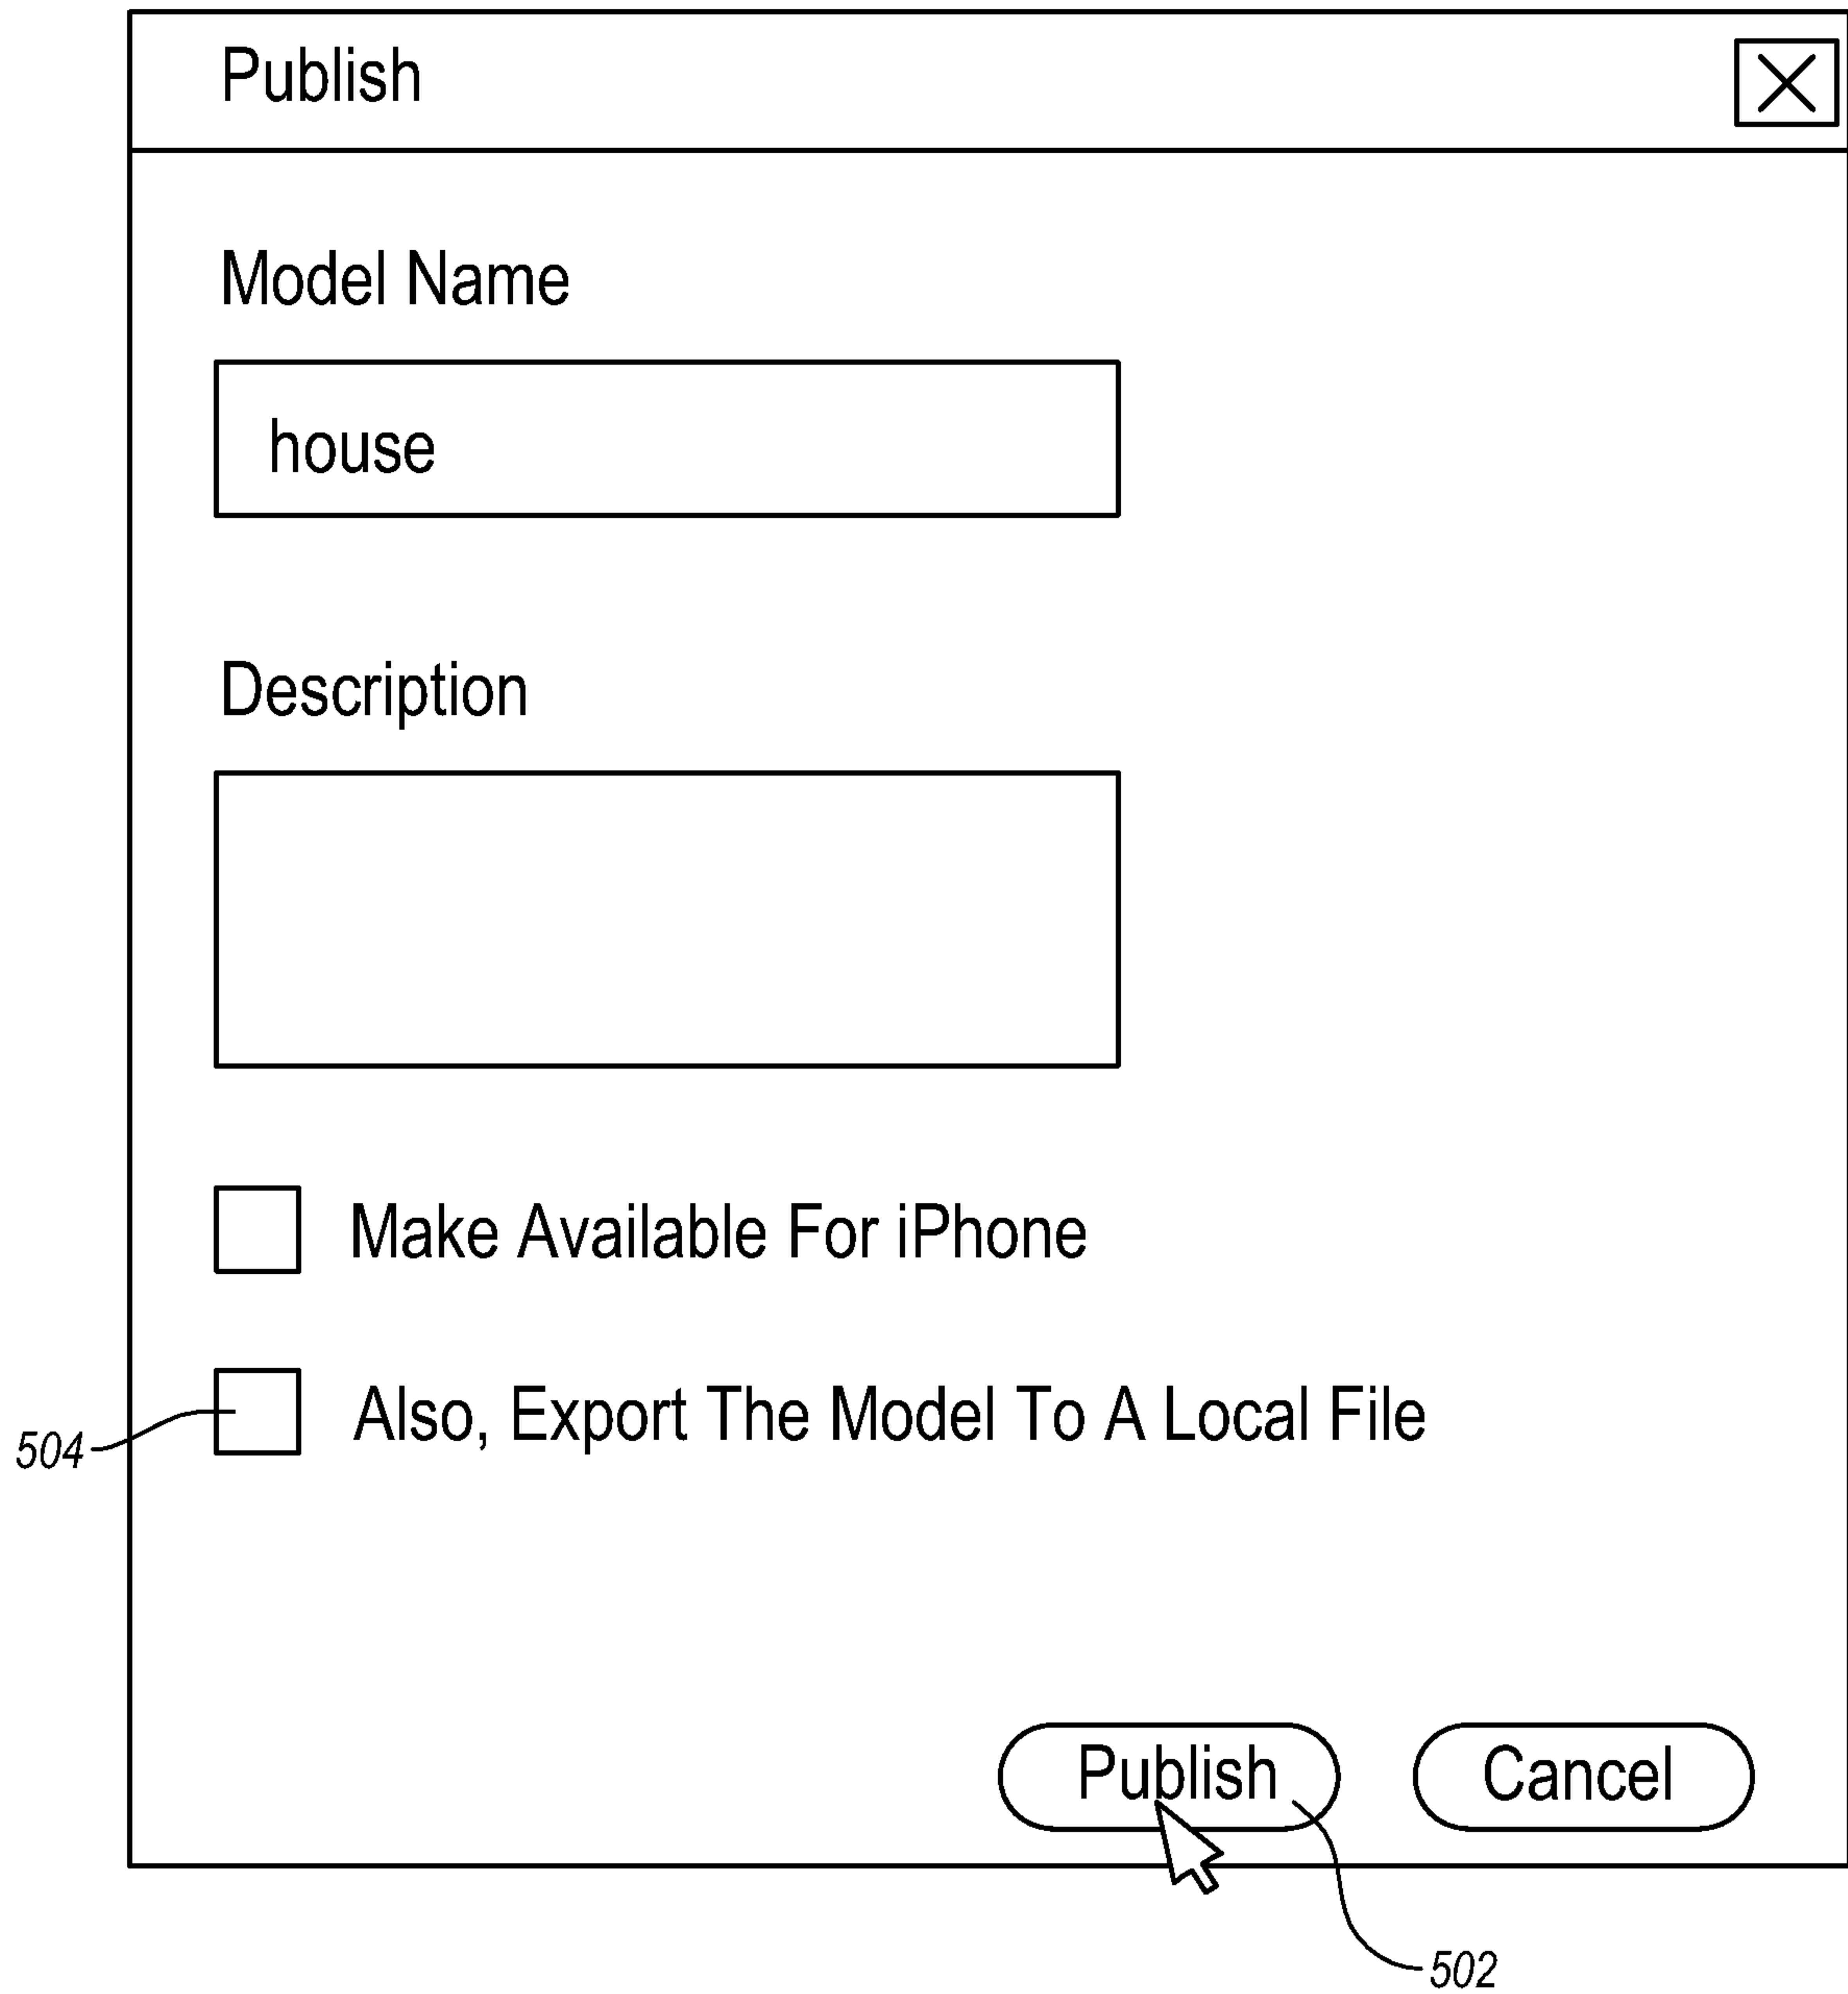 Publish
Model Name
house
Description
Make Available For iPhone
Also, Export The Model To A Local File
504
Publish
Cancel
502